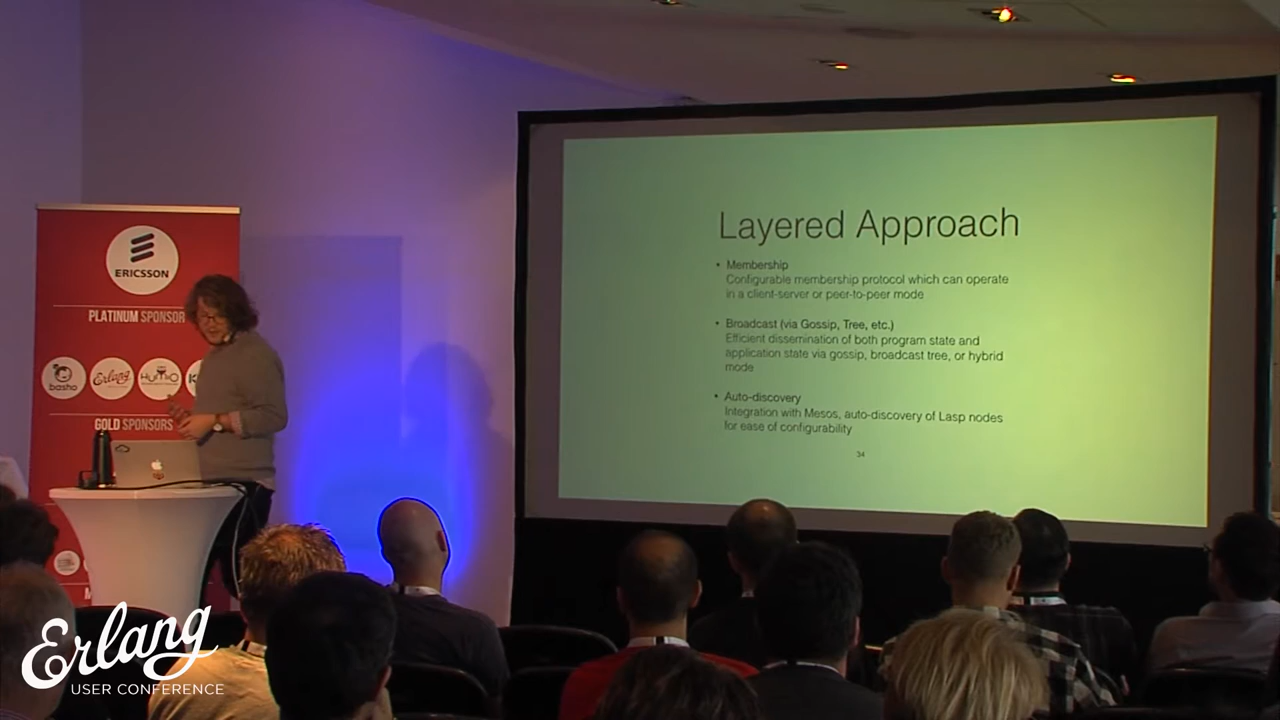 ERICSSON
PLATINUM SPONSOR
basho
Erlang
HUMIO
GOLD SPONSORS
Layered Approach
• Membership
Configurable membership protocol which can operate
in a client-server or peer-to-peer mode
• Broadcast (via Gossip, Tree, etc.)
Efficient dissemination of both program state and
application state via gossip, broadcast tree, or hybrid
mode
• Auto-discovery
Integration with Mesos, auto-discovery of Lasp nodes
for ease of configurability
34
Erlang
USER CONFERENCE